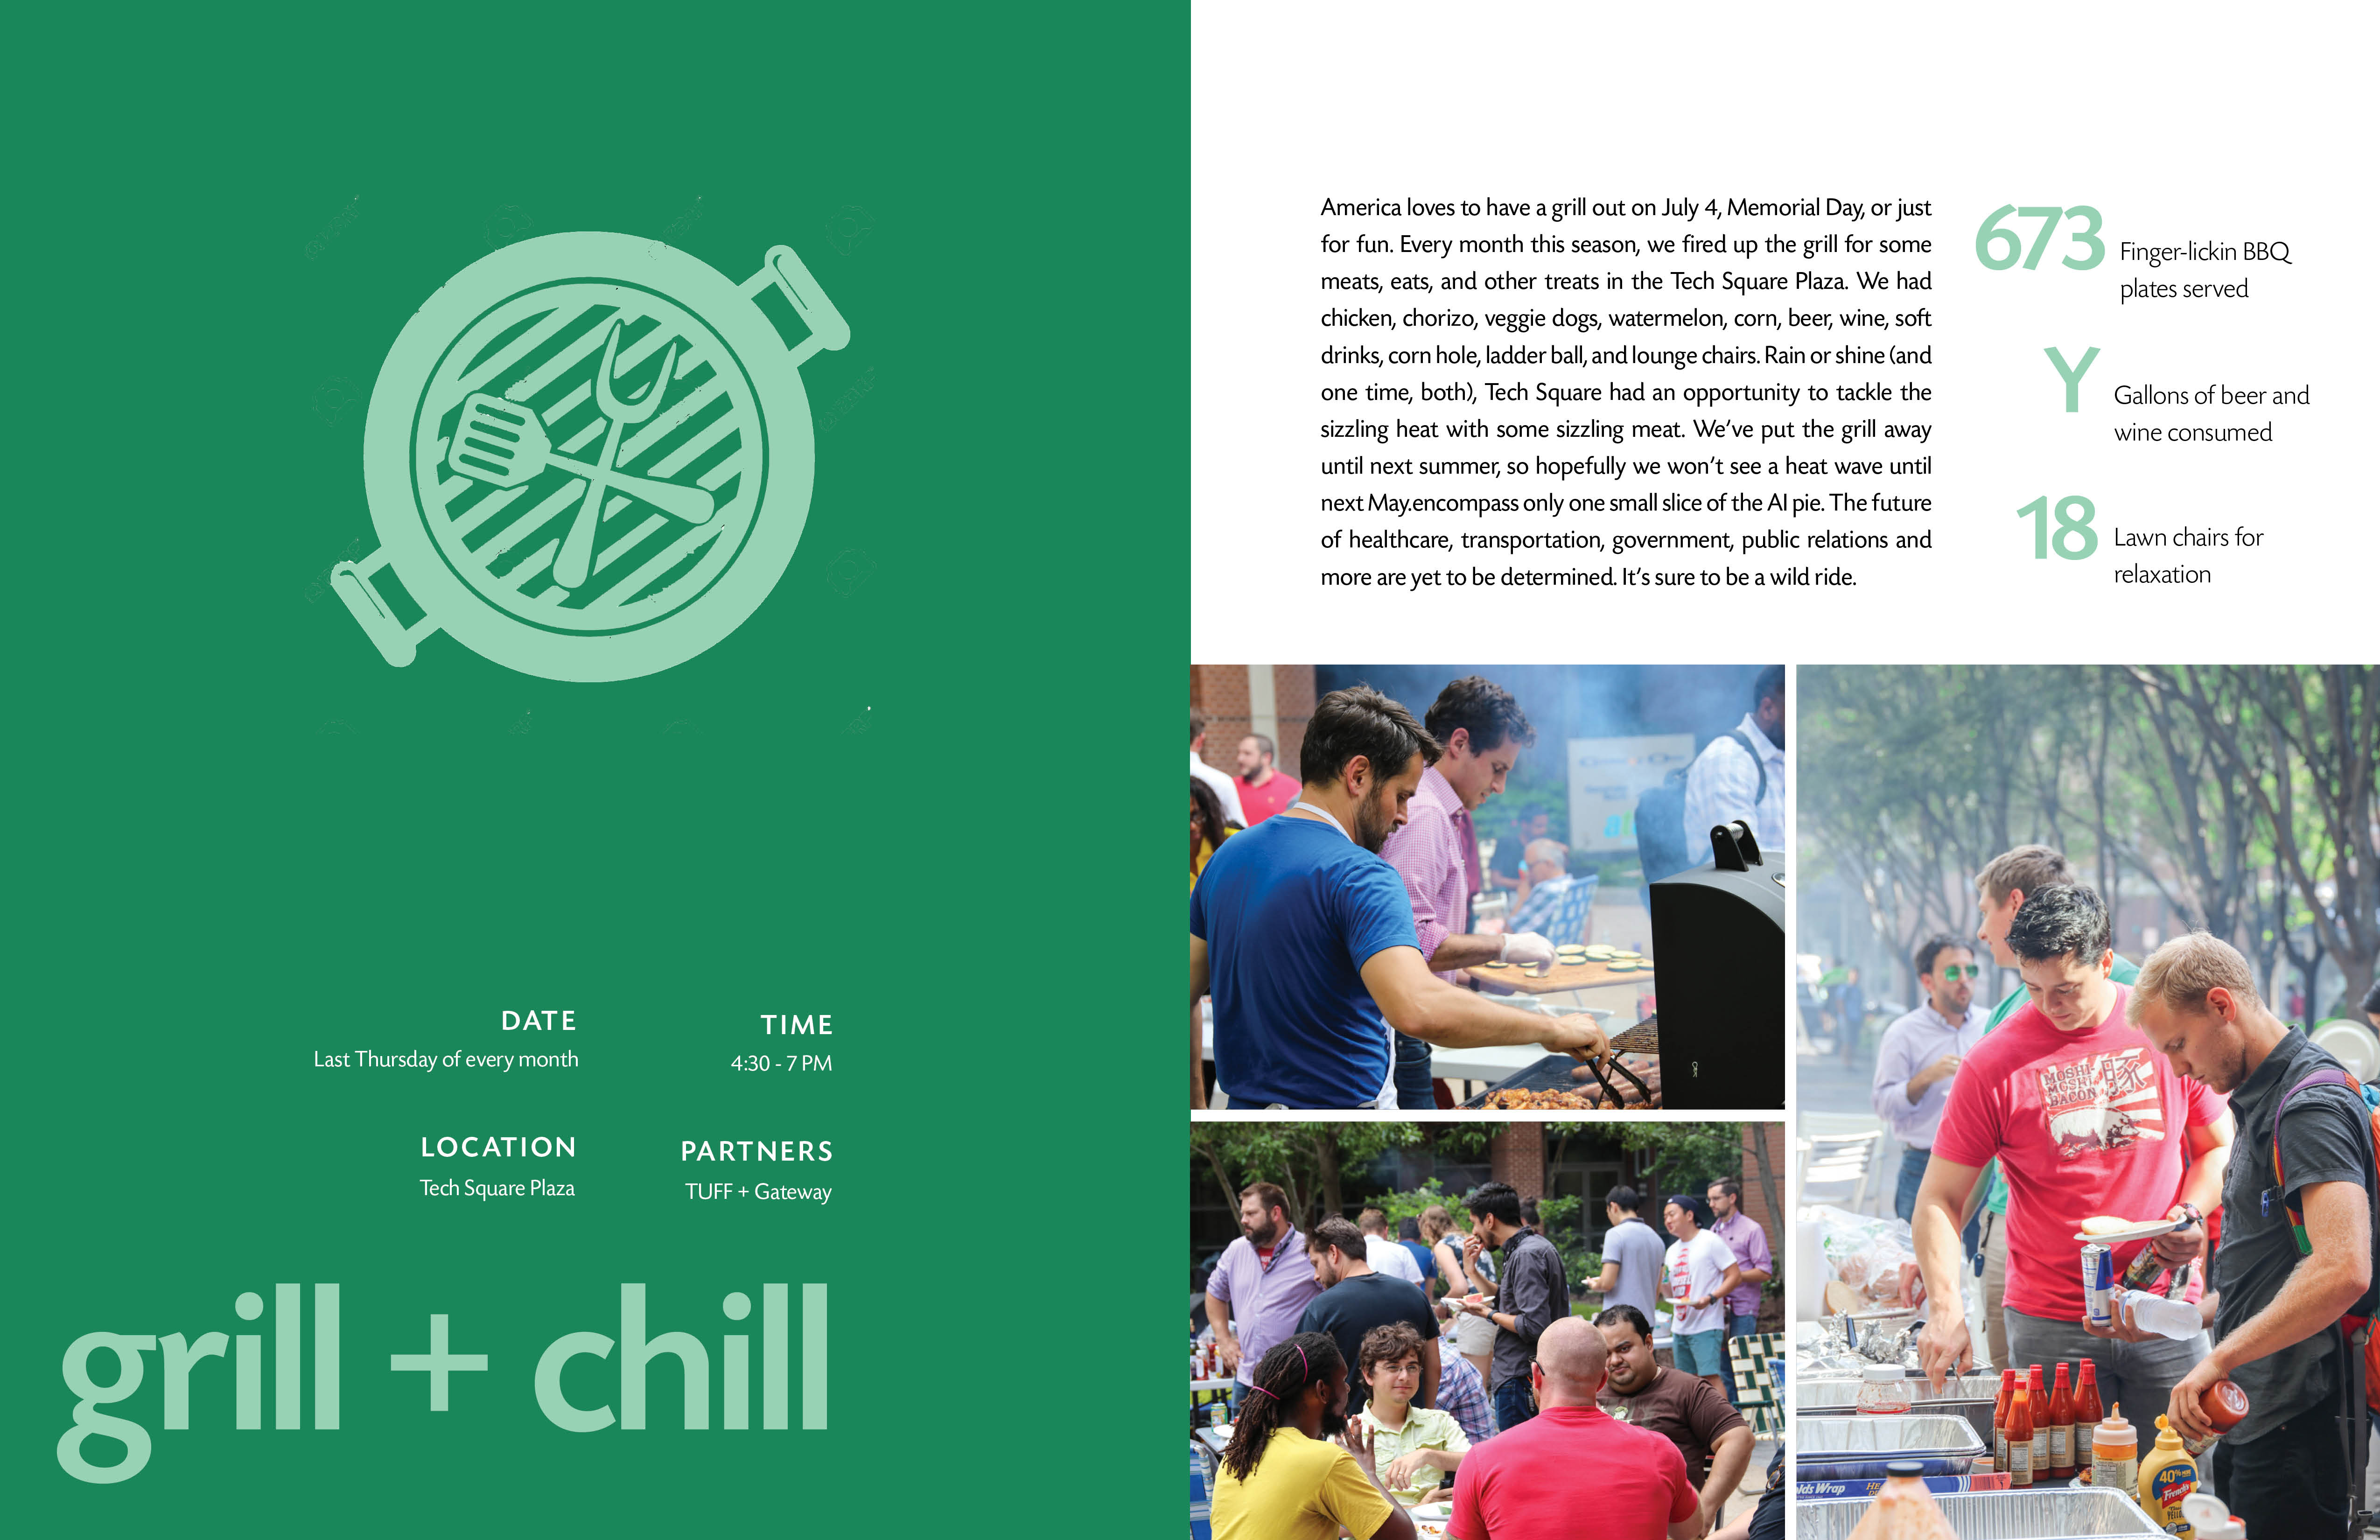 DATE
Last Thursday of every month
TIME
4:30 - 7 PM
LOCATION
Tech Square Plaza
PARTNERS
TUFF + Gateway
grill + chill
America loves to have a grill out on July 4, Memorial Day, or just
for fun. Every month this season, we fired up the grill for some
meats, eats, and other treats in the Tech Square Plaza. We had
chicken, chorizo, veggie dogs, watermelon, corn, beer, wine, soft
drinks, corn hole, ladder ball, and lounge chairs. Rain or shine (and
one time, both), Tech Square had an opportunity to tackle the
sizzling heat with some sizzling meat. We've put the grill away
until next summer, so hopefully we won't see a heat wave until
next May.encompass only one small slice of the AI pie. The future
of healthcare, transportation, government, public relations and
more are yet to be determined. It's sure to be a wild ride.
673
Finger-lickin BBQ
plates served
Y
Gallons of beer and
wine consumed
18
Lawn chairs for
relaxation
MOSHI-
MOSHI
BACON
豚
40%
French's
Wrap